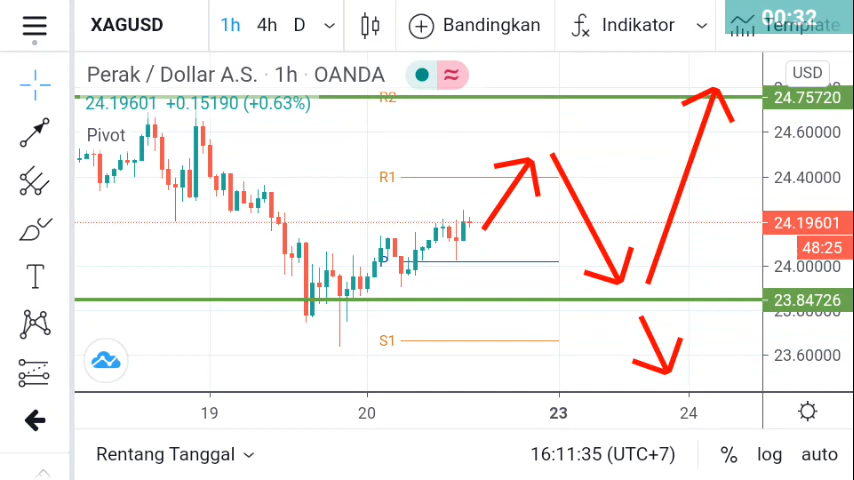 XAGUSD 1h 4h D Bandingkan Indikator Template
00:32
Perak / Dollar A.S. · 1h · OANDA
USD
24.19601 +0.15190 (+0.63%)
R2
24.75720
Pivot
24.60000
R1
24.40000
24.19601
48:25
P
24.00000
23.84726
23.80000
S1
23.60000
19 20 23 24
Rentang Tanggal 16:11:35 (UTC+7) % log auto
T